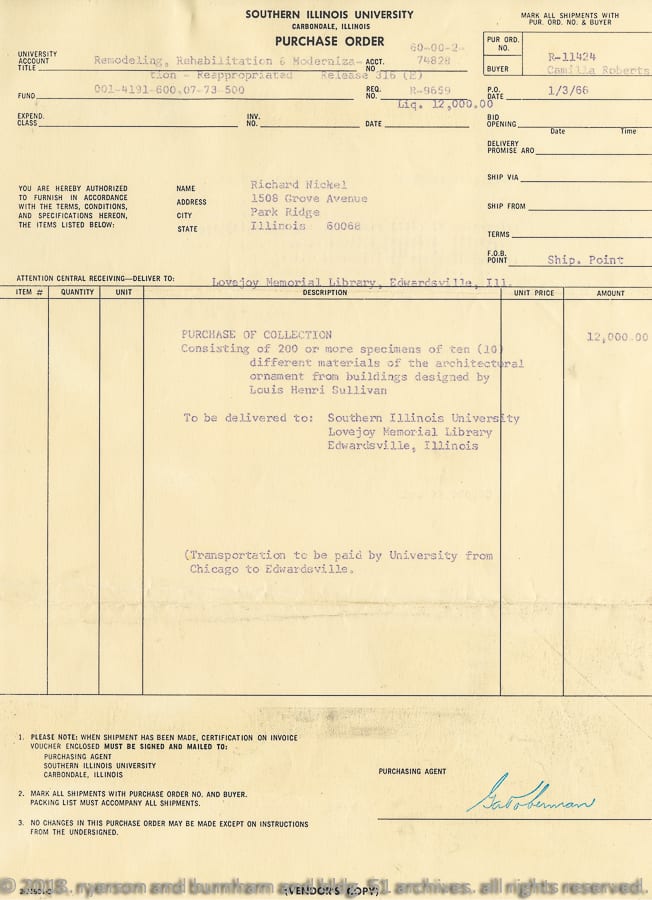 SOUTHERN ILLINOIS UNIVERSITY
CARBONDALE, ILLINOIS
PURCHASE ORDER
MARK ALL SHIPMENTS WITH
PUR. ORD. NO. & BUYER
PUR ORD. NO. R-11424
BUYER Camilla Roberts
UNIVERSITY ACCOUNT TITLE Remodeling, Rehabilitation & Moderniza-
tion - Reappropriated Release 316 (E)
ACCT. NO 60-00-2-
74828
FUND 001-4191-600.07-73-500
REQ. NO. R-9659
Liq. 12,000.00
P.O. DATE 1/3/66
EXPEND. CLASS
INV. NO.
DATE
BID OPENING
Date Time
DELIVERY PROMISE ARO
SHIP VIA
SHIP FROM
TERMS
F.O.B. POINT Ship. Point
YOU ARE HEREBY AUTHORIZED
TO FURNISH IN ACCORDANCE
WITH THE TERMS, CONDITIONS,
AND SPECIFICATIONS HEREON,
THE ITEMS LISTED BELOW:
NAME Richard Nickel
ADDRESS 1508 Grove Avenue
CITY Park Ridge
STATE Illinois 60068
ATTENTION CENTRAL RECEIVING—DELIVER TO: Lovejoy Memorial Library, Edwardsville, Ill.
ITEM # QUANTITY UNIT DESCRIPTION UNIT PRICE AMOUNT
PURCHASE OF COLLECTION 12,000.00
Consisting of 200 or more specimens of ten (10)
different materials of the architectural
ornament from buildings designed by
Louis Henri Sullivan
To be delivered to: Southern Illinois University
Lovejoy Memorial Library
Edwardsville, Illinois
(Transportation to be paid by University from
Chicago to Edwardsville.
1. PLEASE NOTE: WHEN SHIPMENT HAS BEEN MADE, CERTIFICATION ON INVOICE
VOUCHER ENCLOSED MUST BE SIGNED AND MAILED TO:
PURCHASING AGENT
SOUTHERN ILLINOIS UNIVERSITY
CARBONDALE, ILLINOIS
2. MARK ALL SHIPMENTS WITH PURCHASE ORDER NO. AND BUYER.
PACKING LIST MUST ACCOMPANY ALL SHIPMENTS.
3. NO CHANGES IN THIS PURCHASE ORDER MAY BE MADE EXCEPT ON INSTRUCTIONS
FROM THE UNDERSIGNED.
PURCHASING AGENT
(VENDOR'S COPY)
© 2018. ryerson and burnham and bldg. 51 archives. all rights reserved.